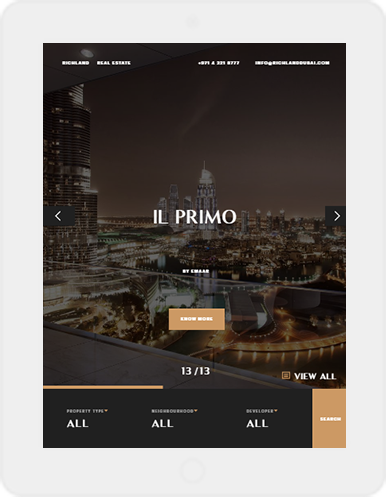 RICHLAND REAL ESTATE +971 4 321 8777 INFO@RICHLANDDUBAI.COM
IL PRIMO
BY EMAAR
KNOW MORE
13 /13
VIEW ALL
PROPERTY TYPE NEIGHBOURHOOD DEVELOPER
ALL ALL ALL
SEARCH